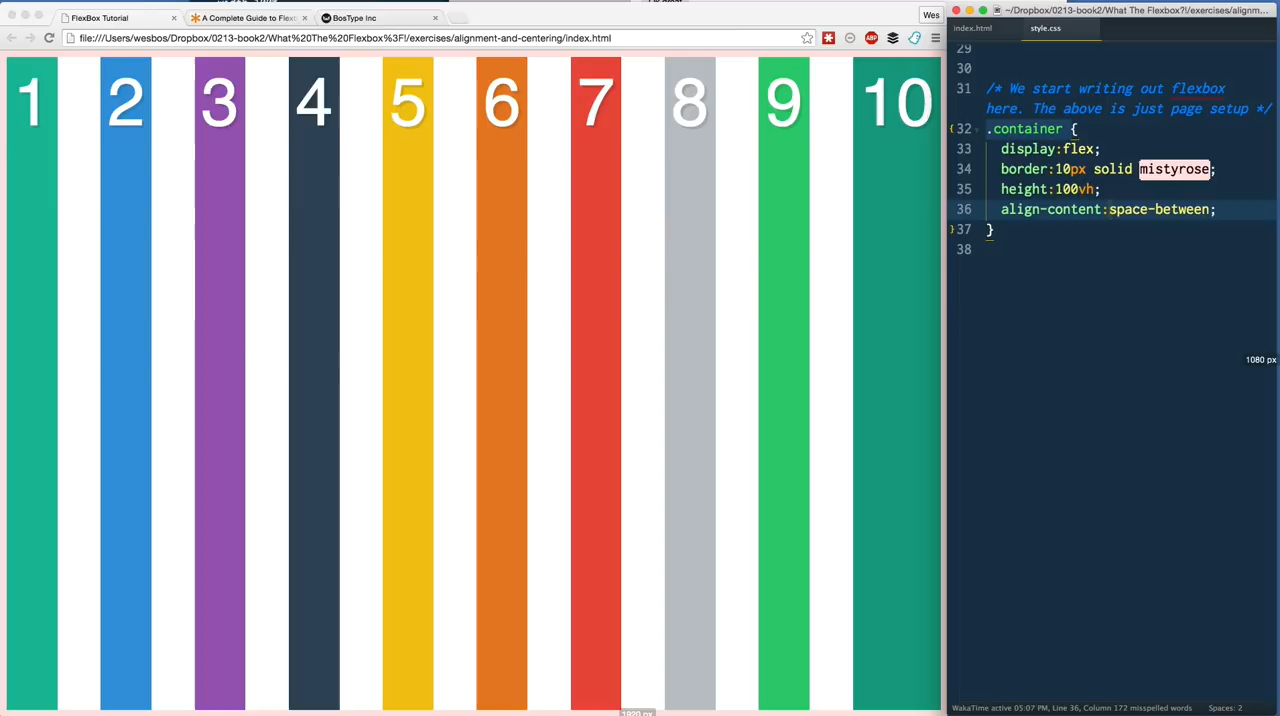 FlexBox Tutorial
A Complete Guide to Flexb
BosType Inc
Wes
file:///Users/wesbos/Dropbox/0213-book2/What%20The%20Flexbox%3F!/exercises/alignment-and-centering/index.html
ABP
1 2 3 4 5 6 7 8 9 10
~/Dropbox/0213-book2/What The Flexbox?!/exercises/alignm...
index.html style.css
29
30
31 /* We start writing out flexbox
here. The above is just page setup */
32 .container {
33 display:flex;
34 border:10px solid mistyrose;
35 height:100vh;
36 align-content:space-between;
37 }
38
1080 px
1920 px
WakaTime active 05:07 PM, Line 36, Column 172 misspelled words Spaces: 2